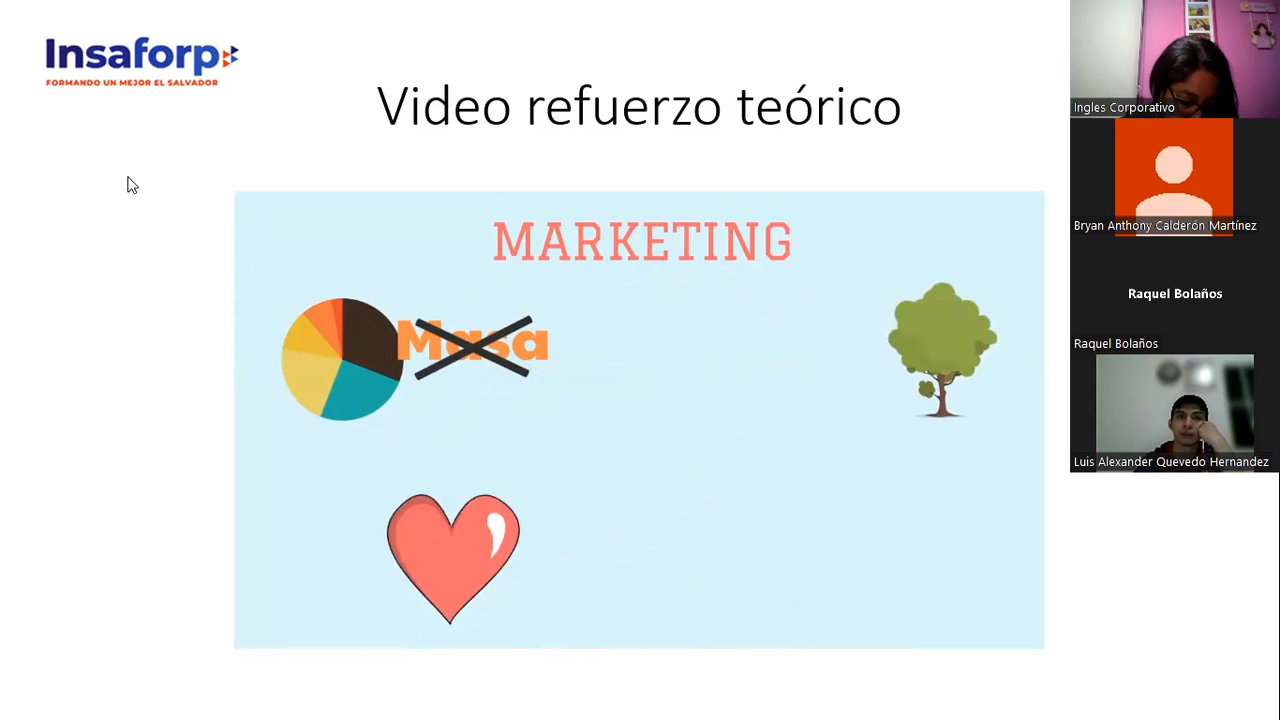 Insaforp
FORMANDO UN MEJOR EL SALVADOR
Video refuerzo teórico
MARKETING
Masa
Ingles Corporativo
Bryan Anthony Calderón Martínez
Raquel Bolaños
Raquel Bolaños
Luis Alexander Quevedo Hernandez